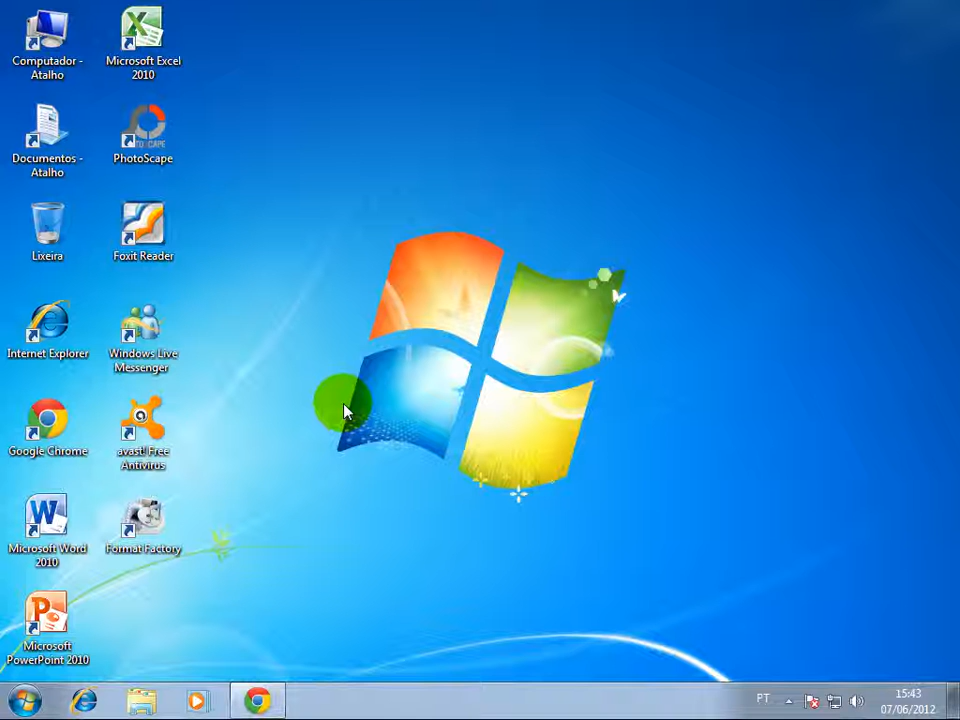 Computador -
Atalho
Microsoft Excel
2010
Documentos -
Atalho
PhotoScape
Lixeira
Foxit Reader
Internet Explorer
Windows Live
Messenger
Google Chrome
avast! Free
Antivirus
Microsoft Word
2010
Format Factory
Microsoft
PowerPoint 2010
PT
15:43
07/06/2012